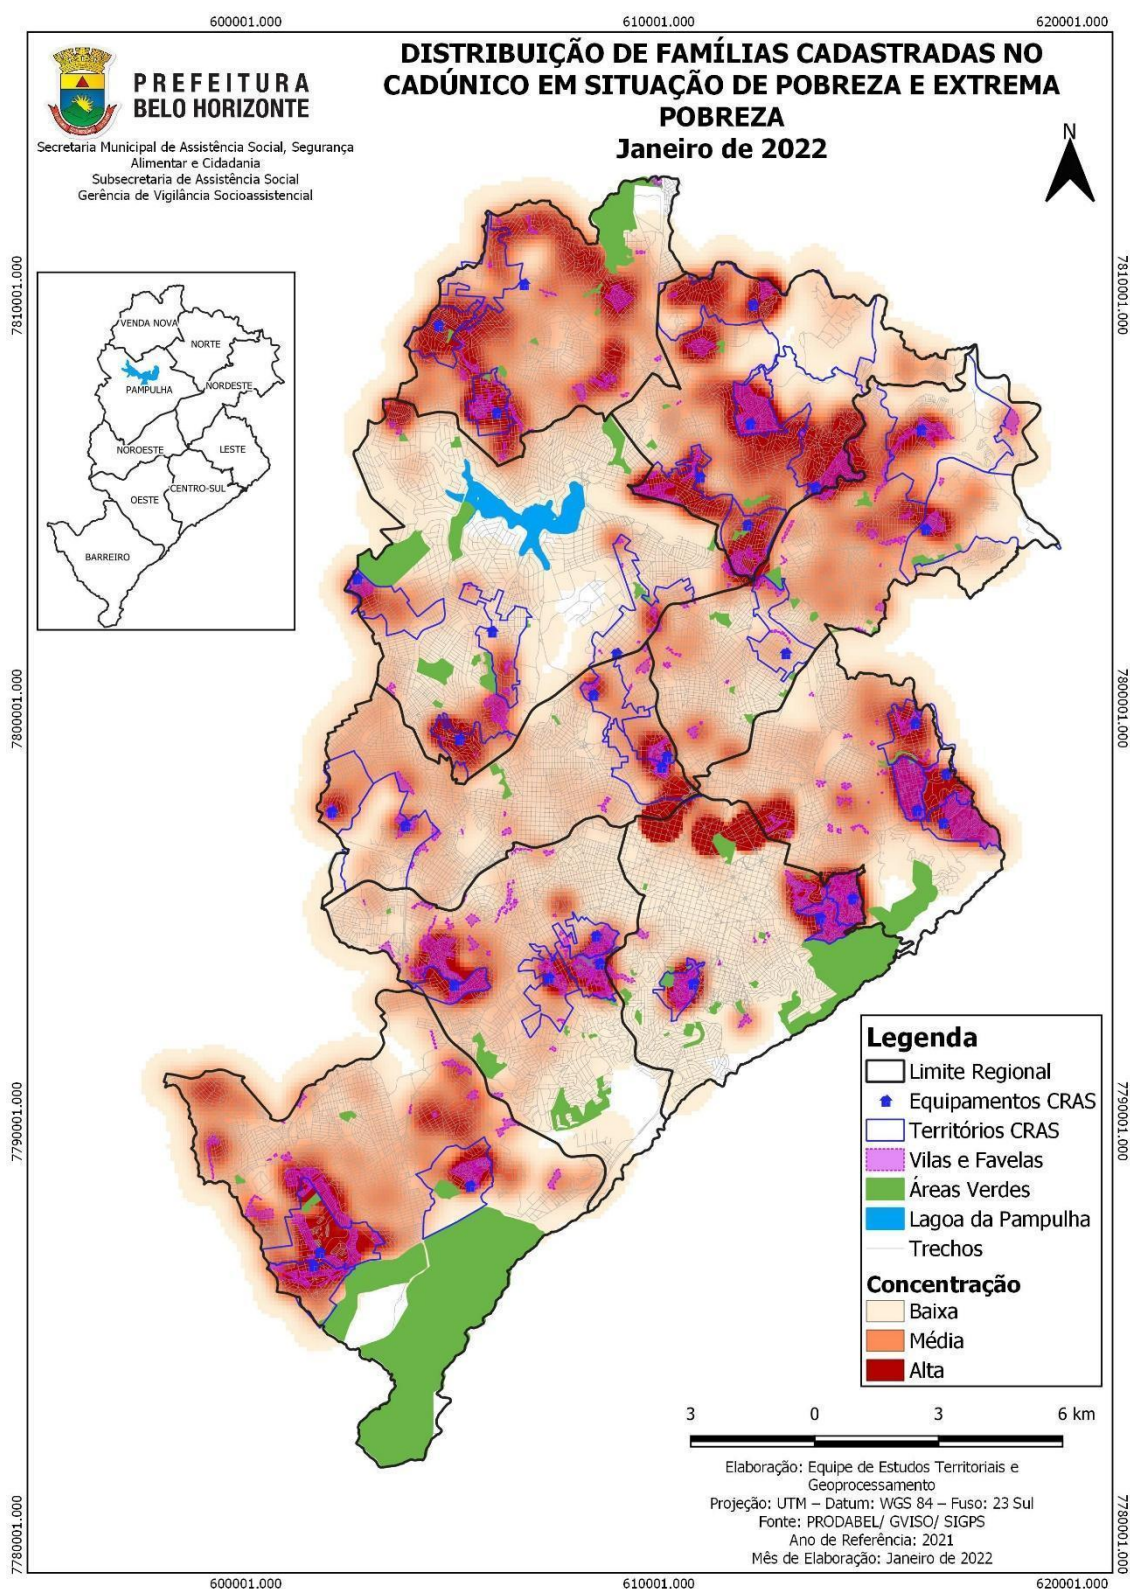 600001.000
610001.000
620001.000
PREFEITURA
BELO HORIZONTE
Secretaria Municipal de Assistência Social, Segurança
Alimentar e Cidadania
Subsecretaria de Assistência Social
Gerência de Vigilância Socioassistencial
DISTRIBUIÇÃO DE FAMÍLIAS CADASTRADAS NO
CADÚNICO EM SITUAÇÃO DE POBREZA E EXTREMA
POBREZA
Janeiro de 2022
N
7810001.000
7810001.000
VENDA NOVA
NORTE
PAMPULHA
NORDESTE
NOROESTE
LESTE
OESTE
CENTRO-SUL
BARREIRO
7800001.000
7800001.000
7790001.000
7790001.000
Legenda
Limite Regional
Equipamentos CRAS
Territórios CRAS
Vilas e Favelas
Áreas Verdes
Lagoa da Pampulha
Trechos
Concentração
Baixa
Média
Alta
3 0 3 6 km
Elaboração: Equipe de Estudos Territoriais e
Geoprocessamento
Projeção: UTM – Datum: WGS 84 – Fuso: 23 Sul
Fonte: PRODABEL/ GVISO/ SIGPS
Ano de Referência: 2021
Mês de Elaboração: Janeiro de 2022
7780001.000
7780001.000
600001.000
610001.000
620001.000